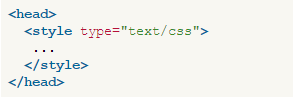 <head>
  <style type="text/css">
   ...
  </style>
</head>